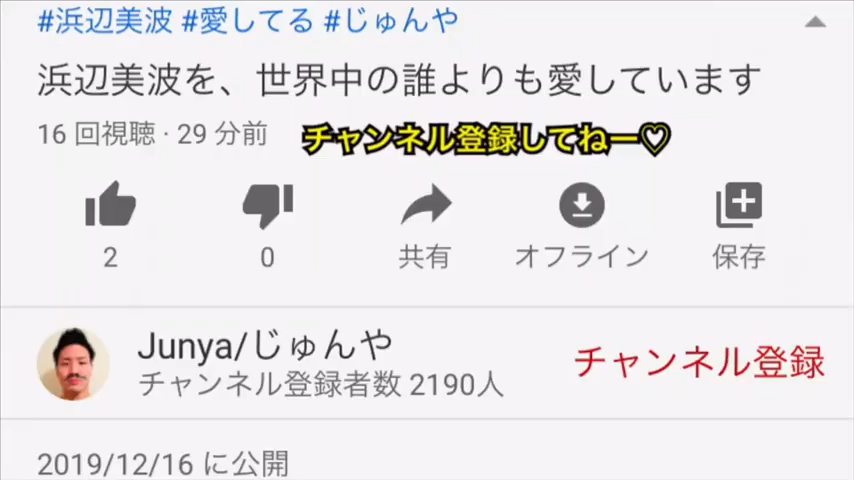 #浜辺美波 #愛してる #じゅんや
浜辺美波を、世界中の誰よりも愛しています
16 回視聴 · 29 分前
チャンネル登録してねー♡
2
0
共有
オフライン
保存
Junya/じゅんや
チャンネル登録者数 2190人
チャンネル登録
2019/12/16 に公開